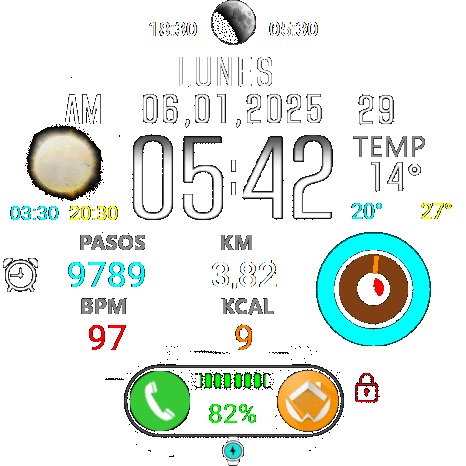 18:30 05:30
LUNES
AM 06,01,2025 29
05:42
TEMP
14°
03:30 20:30
20° 27°
PASOS KM
9789 3,82
BPM KCAL
97 9
82%